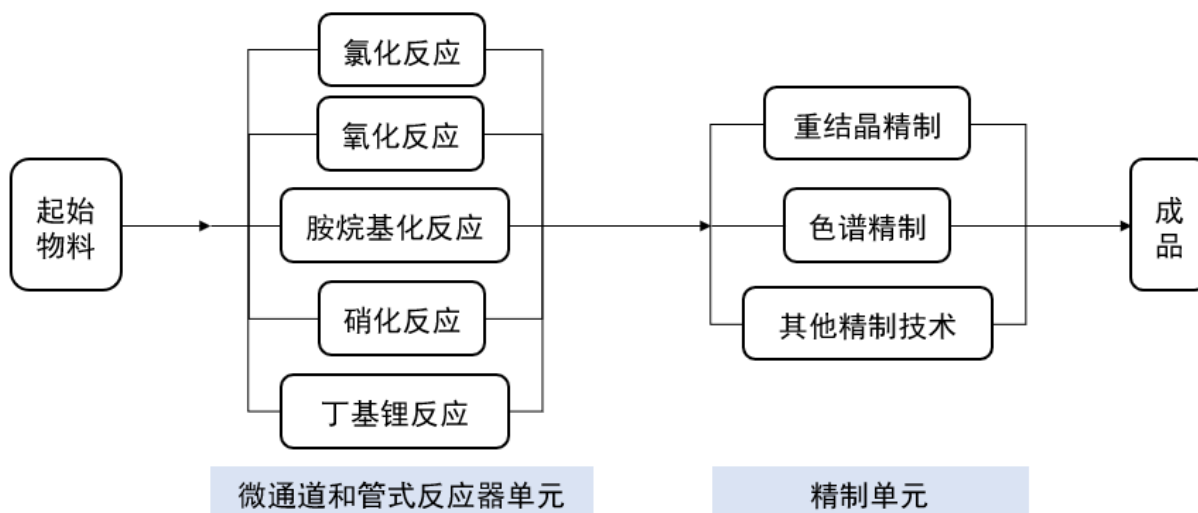 起始
物料
氯化反应
氧化反应
胺烷基化反应
硝化反应
丁基锂反应
微通道和管式反应器单元
重结晶精制
色谱精制
其他精制技术
精制单元
成
品